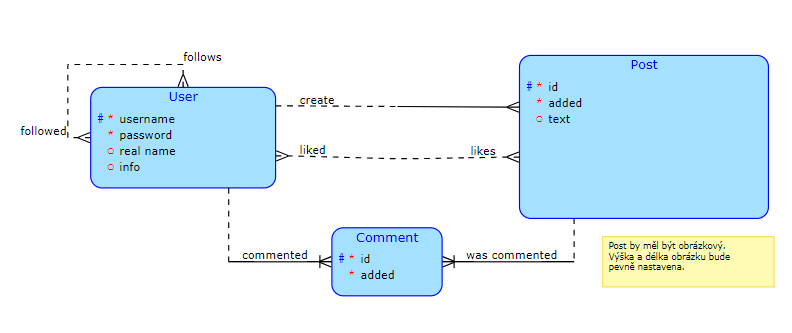 follows
followed
User
# * username
* password
○ real name
○ info
create
liked
likes
Post
# * id
* added
○ text
commented
Comment
# * id
* added
was commented
Post by měl být obrázkový.
Výška a délka obrázku bude
pevně nastavena.